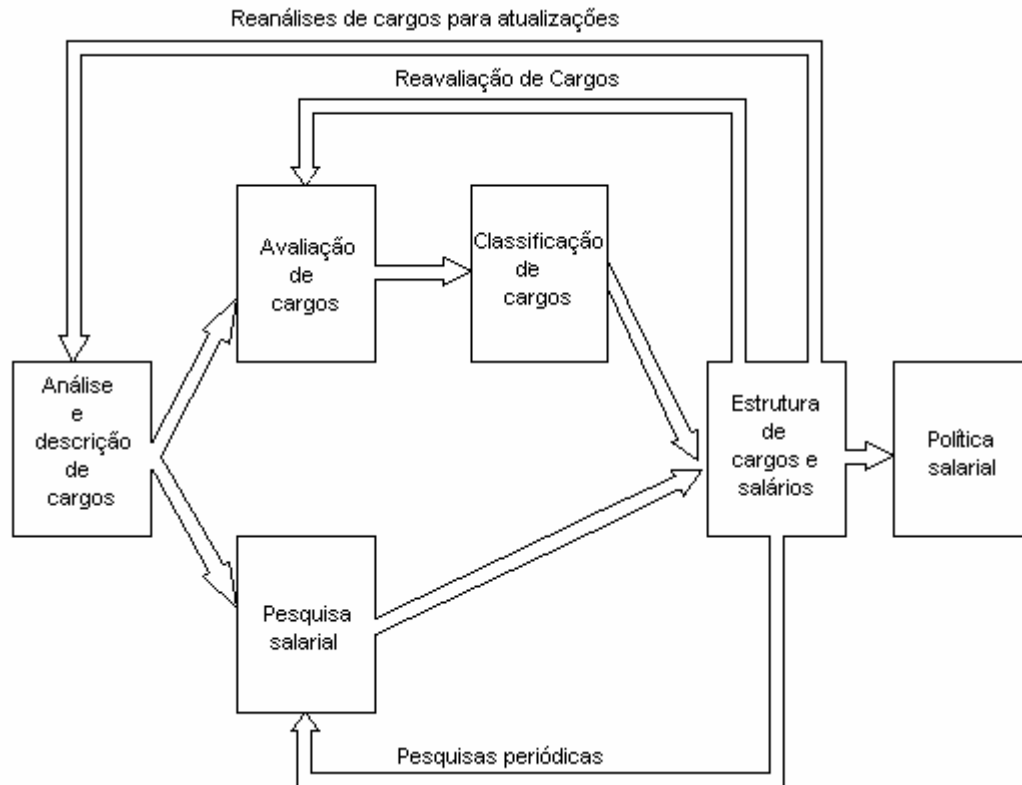 Reanálises de cargos para atualizações
Reavaliação de Cargos
Avaliação
de
cargos
Classificação
de
cargos
Análise
e
descrição
de
cargos
Estrutura
de
cargos e
salários
Política
salarial
Pesquisa
salarial
Pesquisas periódicas